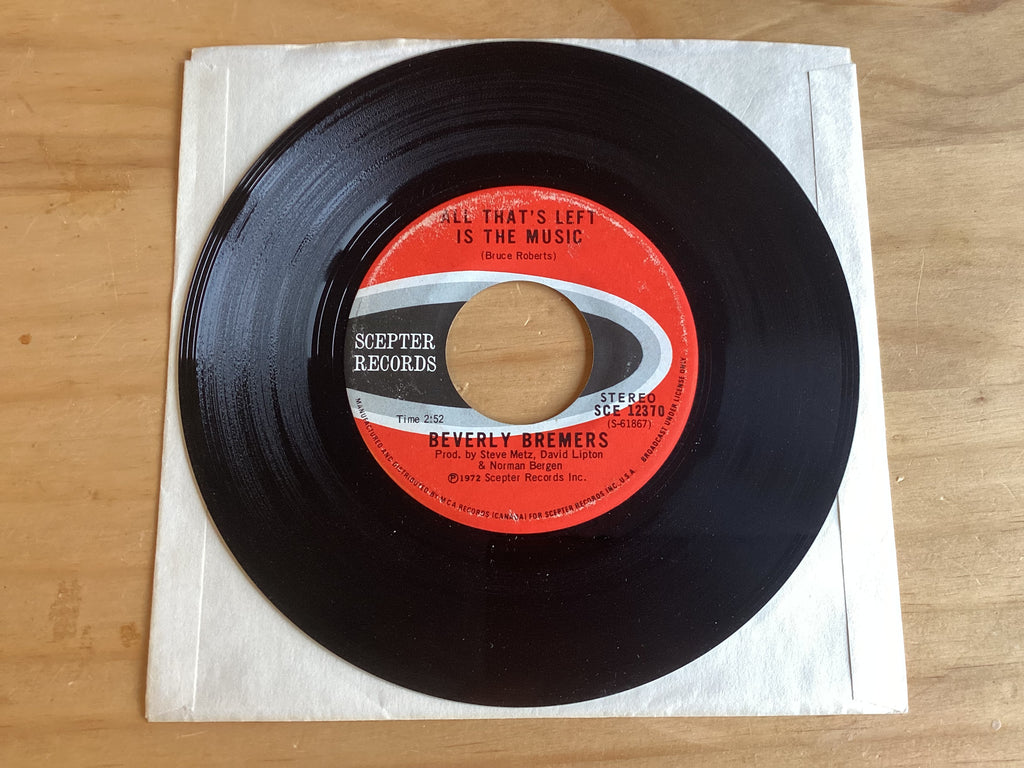 ALL THAT'S LEFT
IS THE MUSIC
(Bruce Roberts)
SCEPTER
RECORDS
STEREO
SCE 12370
(S-61867)
Time 2:52
BEVERLY BREMERS
Prod. by Steve Metz, David Lipton
& Norman Bergen
℗1972 Scepter Records Inc.
MANUFACTURED AND DISTRIBUTED BY MCA RECORDS (CANADA) FOR SCEPTER RECORDS INC. U.S.A. BROADCAST UNDER LICENSE ONLY.